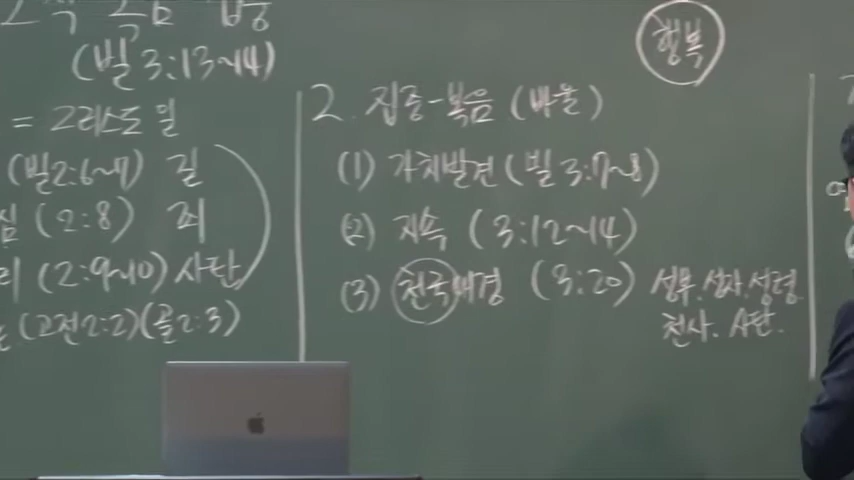 (빌3:13~14)
= 그리스도 일
(빌2:6~7) 길
심 (2:8) 죄
리 (2:9~10) 사탄
(고전2:2)(골2:3)
행복
2. 집중-복음 (바울)
(1) 가치발견 (빌3:7~8)
(2) 지속 (3:12~14)
(3) 천국배경 (3:20) 성부.성자.성령
천사. 사탄.